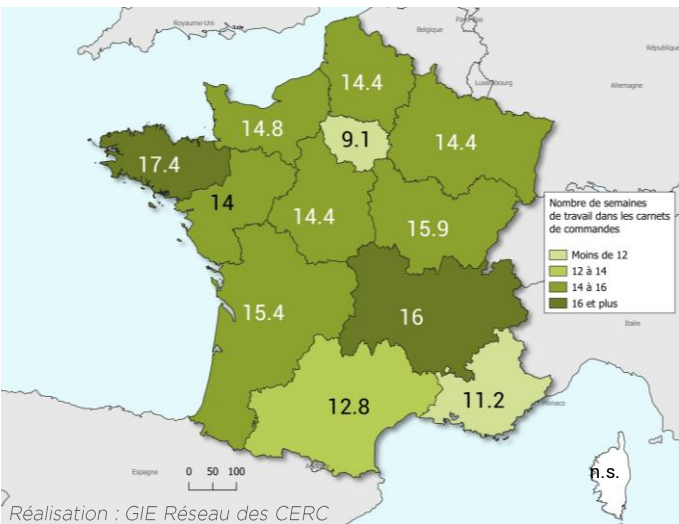 Royaume-Uni
Belgique
Luxembourg
République
Allemagne
14.4
14.8
9.1
14.4
17.4
14
14.4
15.9
Nombre de semaines
de travail dans les carnets
de commandes
Moins de 12
12 à 14
14 à 16
16 et plus
15.4
16
Italie
12.8
11.2
Monaco
Espagne
0 50 100
n.s.
Réalisation : GIE Réseau des CERC